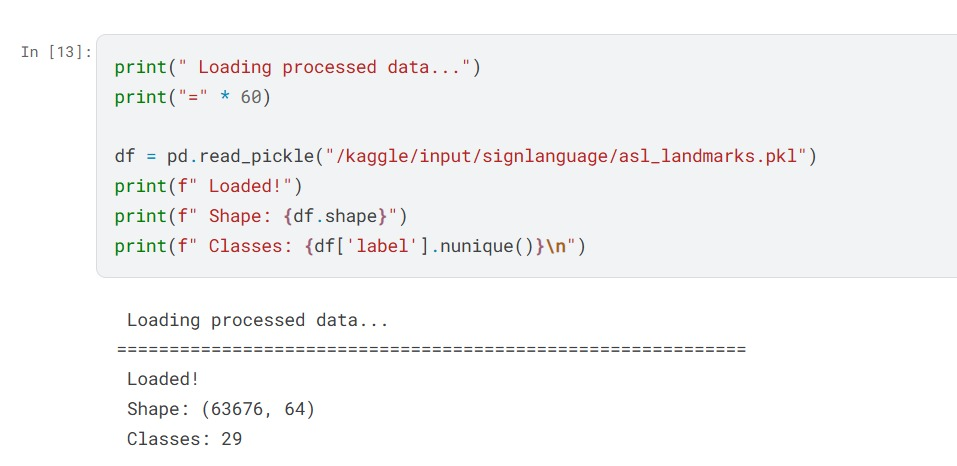 In [13]:
print(" Loading processed data...")
print("=" * 60)
df = pd.read_pickle("/kaggle/input/signlanguage/asl_landmarks.pkl")
print(f" Loaded!")
print(f" Shape: {df.shape}")
print(f" Classes: {df['label'].nunique()}\n")
Loading processed data...
============================================================
Loaded!
Shape: (63676, 64)
Classes: 29